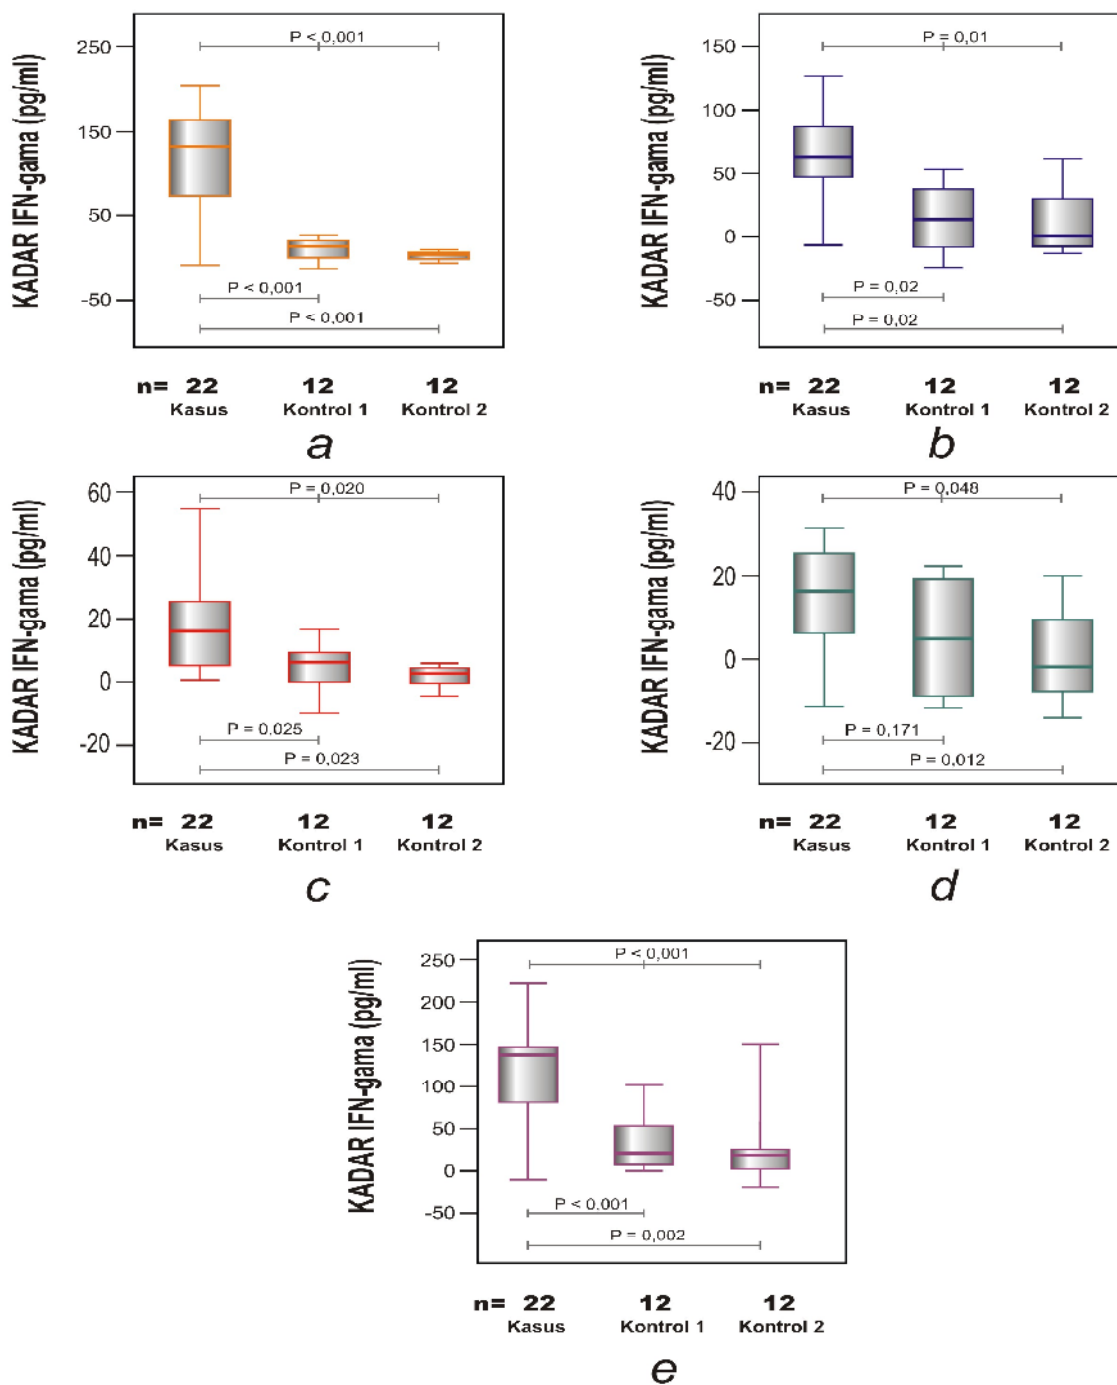 KADAR IFN-gama (pg/ml)
250
150
50
-50
P < 0,001
P < 0,001
P < 0,001
n= 22 12 12
Kasus Kontrol 1 Kontrol 2
a
KADAR IFN-gama (pg/ml)
150
100
50
0
-50
P = 0,01
P = 0,02
P = 0,02
n= 22 12 12
Kasus Kontrol 1 Kontrol 2
b
KADAR IFN-gama (pg/ml)
60
40
20
0
-20
P = 0,020
P = 0.025
P = 0,023
n= 22 12 12
Kasus Kontrol 1 Kontrol 2
c
KADAR IFN-gama (pg/ml)
40
20
0
-20
P = 0,048
P = 0,171
P = 0.012
n= 22 12 12
Kasus Kontrol 1 Kontrol 2
d
KADAR IFN-gama (pg/ml)
250
200
150
100
50
0
-50
P < 0,001
P < 0.001
P = 0,002
n= 22 12 12
Kasus Kontrol 1 Kontrol 2
e